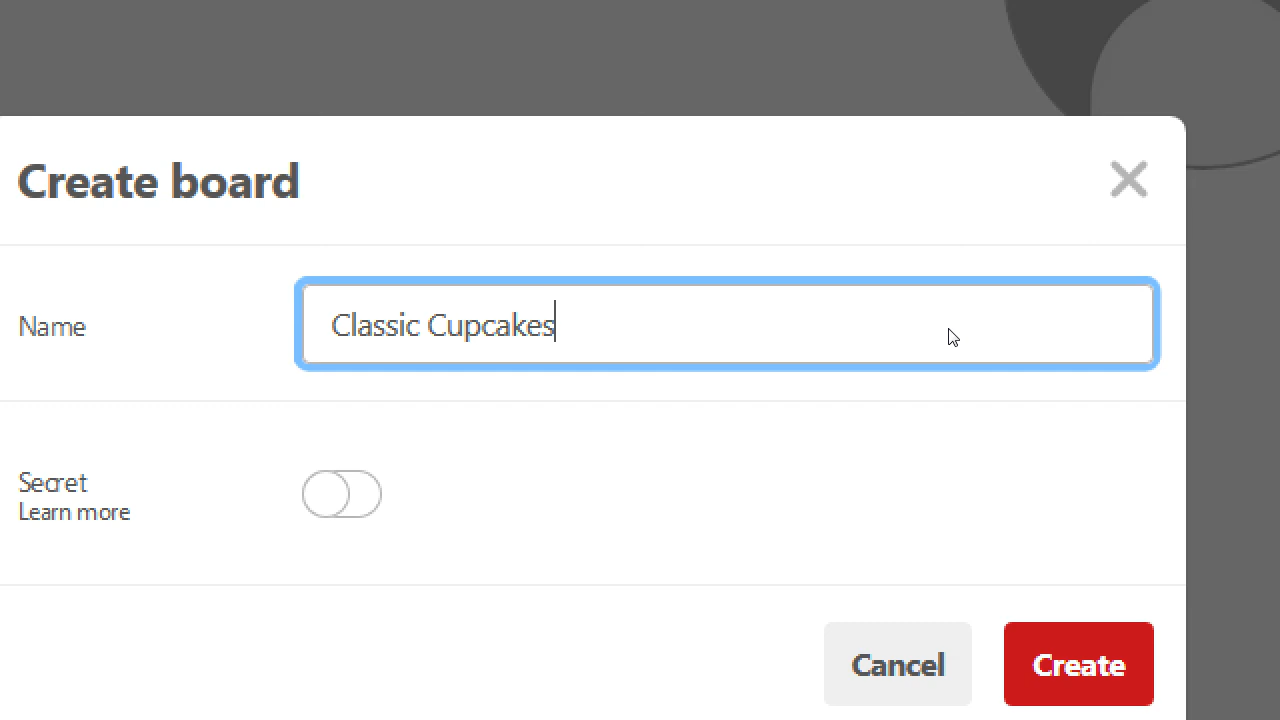 Create board
Name
Classic Cupcakes
Secret
Learn more
Cancel
Create